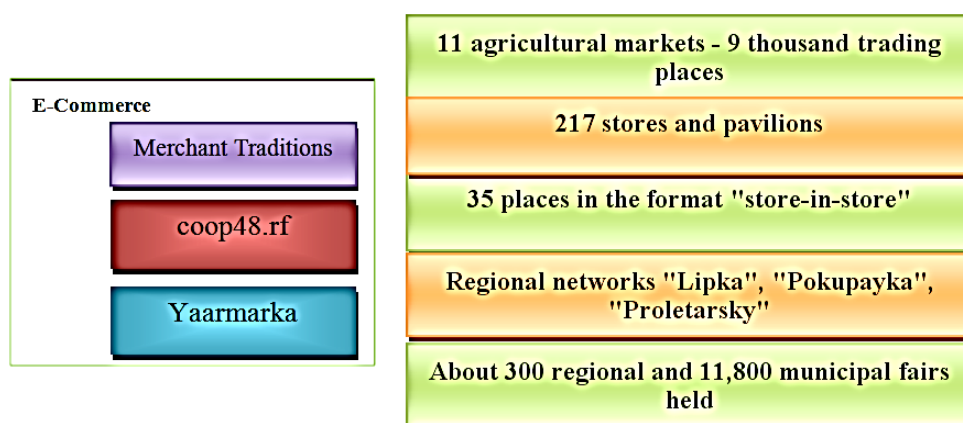 E-Commerce
Merchant Traditions
coop48.rf
Yaarmarka
11 agricultural markets - 9 thousand trading
places
217 stores and pavilions
35 places in the format "store-in-store"
Regional networks "Lipka", "Pokupayka",
"Proletarsky"
About 300 regional and 11,800 municipal fairs
held